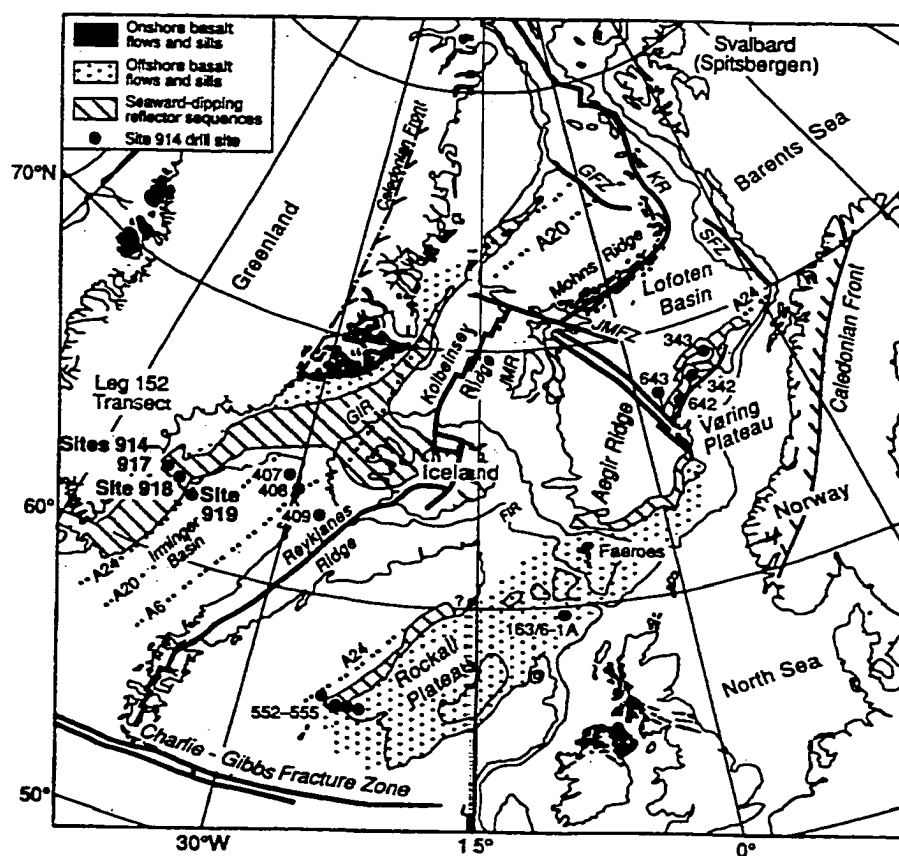 Onshore basalt
flows and sills
Offshore basalt
flows and sills
Seaward-dipping
reflector sequences
Site 914 drill site
Svalbard
(Spitsbergen)
Barents Sea
70°N
Caledonian Front
Greenland
GFZ
KR
SFZ
A20
Mohns Ridge
Lofoten
Basin
A24
JMFZ
Kolbeinsey
Ridge
JMR
343
643
342
642
Vøring
Plateau
Caledonian Front
Leg 152
Transect
GIR
Sites 914–
917
Site 918
Site
919
407
408
409
Iceland
Aegir Ridge
Norway
60°N
Irminger
Basin
Reykjanes
Ridge
FIR
Faeroes
A24
A20
A6
?
163/6-1A
A24
Rockall
Plateau
North Sea
552–555
Charlie - Gibbs Fracture Zone
50°
30°W
15°
0°